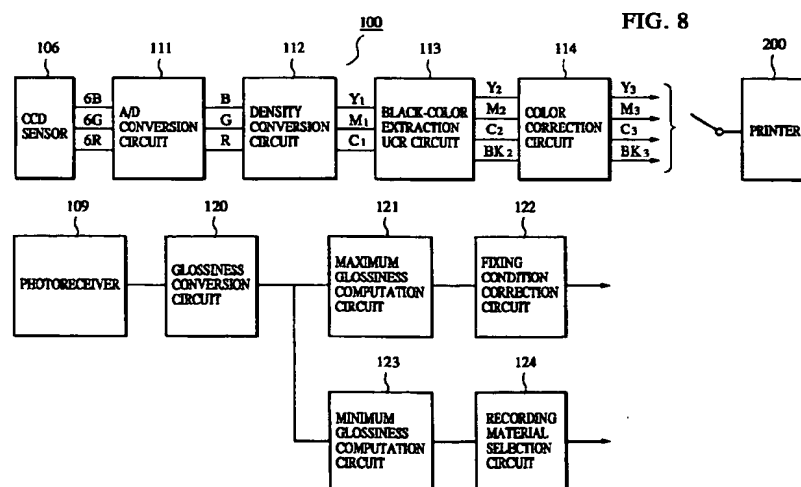 FIG. 8
100
106
111
112
113
114
200
CCD
SENSOR
6B
6G
6R
A/D
CONVERSION
CIRCUIT
B
G
R
DENSITY
CONVERSION
CIRCUIT
Y1
M1
C1
BLACK-COLOR
EXTRACTION
UCR CIRCUIT
Y2
M2
C2
BK2
COLOR
CORRECTION
CIRCUIT
Y3
M3
C3
BK3
PRINTER
109
120
121
122
PHOTORECEIVER
GLOSSINESS
CONVERSION
CIRCUIT
MAXIMUM
GLOSSINESS
COMPUTATION
CIRCUIT
FIXING
CONDITION
CORRECTION
CIRCUIT
123
124
MINIMUM
GLOSSINESS
COMPUTATION
CIRCUIT
RECORDING
MATERIAL
SELECTION
CIRCUIT